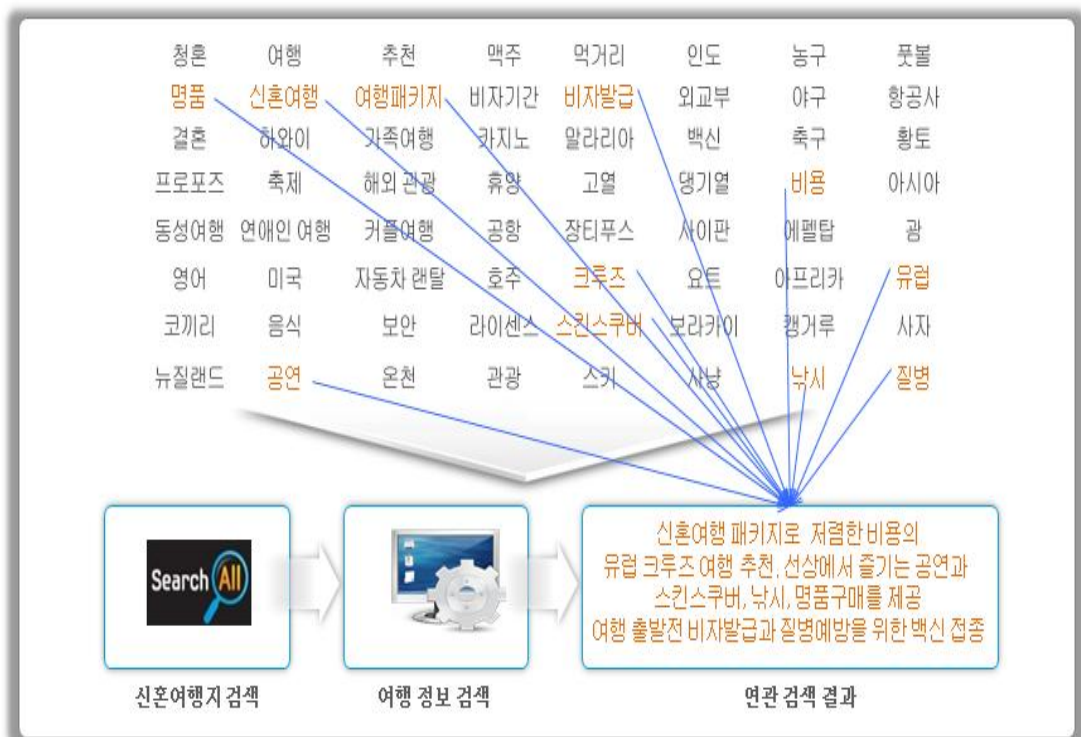 청혼 여행 추천 맥주 먹거리 인도 농구 풋볼
명품 신혼여행 여행패키지 비자기간 비자발급 외교부 야구 항공사
결혼 하와이 가족여행 카지노 알라리아 백신 축구 황토
프로포즈 축제 해외 관광 휴양 고열 댕기열 비용 아시아
동성여행 연애인 여행 커플여행 공항 장티푸스 사이판 에펠탑 괌
영어 미국 자동차 랜탈 호주 크루즈 요트 아프리카 유럽
코끼리 음식 보안 라이센스 스킨스쿠버 보라카이 캥거루 사자
뉴질랜드 공연 온천 관광 스키 사냥 낚시 질병
Search All
신혼여행 패키지로 저렴한 비용의
유럽 크루즈 여행 추천, 선상에서 즐기는 공연과
스킨스쿠버, 낚시, 명품구매를 제공
여행 출발전 비자발급과 질병예방을 위한 백신 접종
신혼여행지 검색 여행 정보 검색 연관 검색 결과